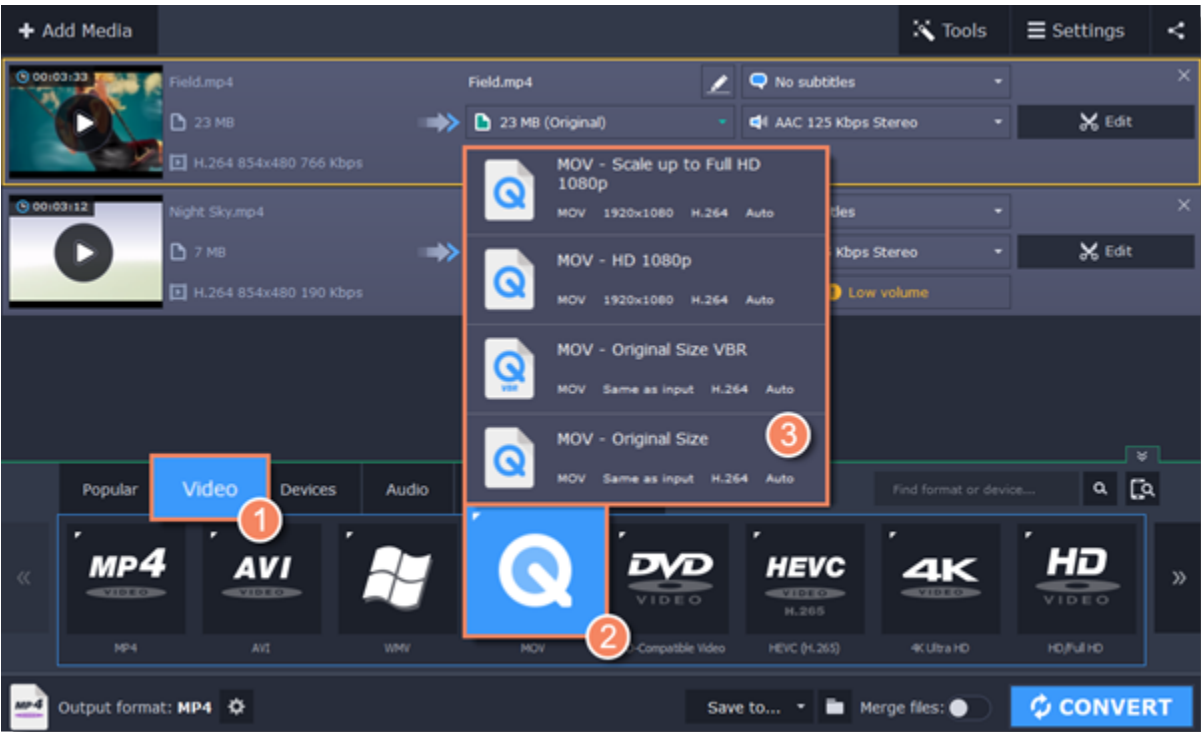 + Add Media
Tools
Settings
00:03:33
Field.mp4
Field.mp4
No subtitles
23 MB
23 MB (Original)
AAC 125 Kbps Stereo
Edit
H.264 854x480 766 Kbps
MOV - Scale up to Full HD
1080p
MOV 1920x1080 H.264 Auto
00:03:12
Night Sky.mp4
7 MB
Kbps Stereo
Edit
H.264 854x480 190 Kbps
Low volume
MOV - HD 1080p
MOV 1920x1080 H.264 Auto
MOV - Original Size VBR
VBR
MOV Same as input H.264 Auto
MOV - Original Size
3
MOV Same as input H.264 Auto
Popular
Video
1
Devices
Audio
Find format or device...
MP4
VIDEO
AVI
VIDEO
DVD
VIDEO
HEVC
VIDEO
H.265
4K
VIDEO
HD
VIDEO
2
MP4
AVI
WMV
MOV
-Compatible Video
HEVC (H.265)
4K Ultra HD
HD/Full HD
MP4
Output format: MP4
Save to...
Merge files:
CONVERT